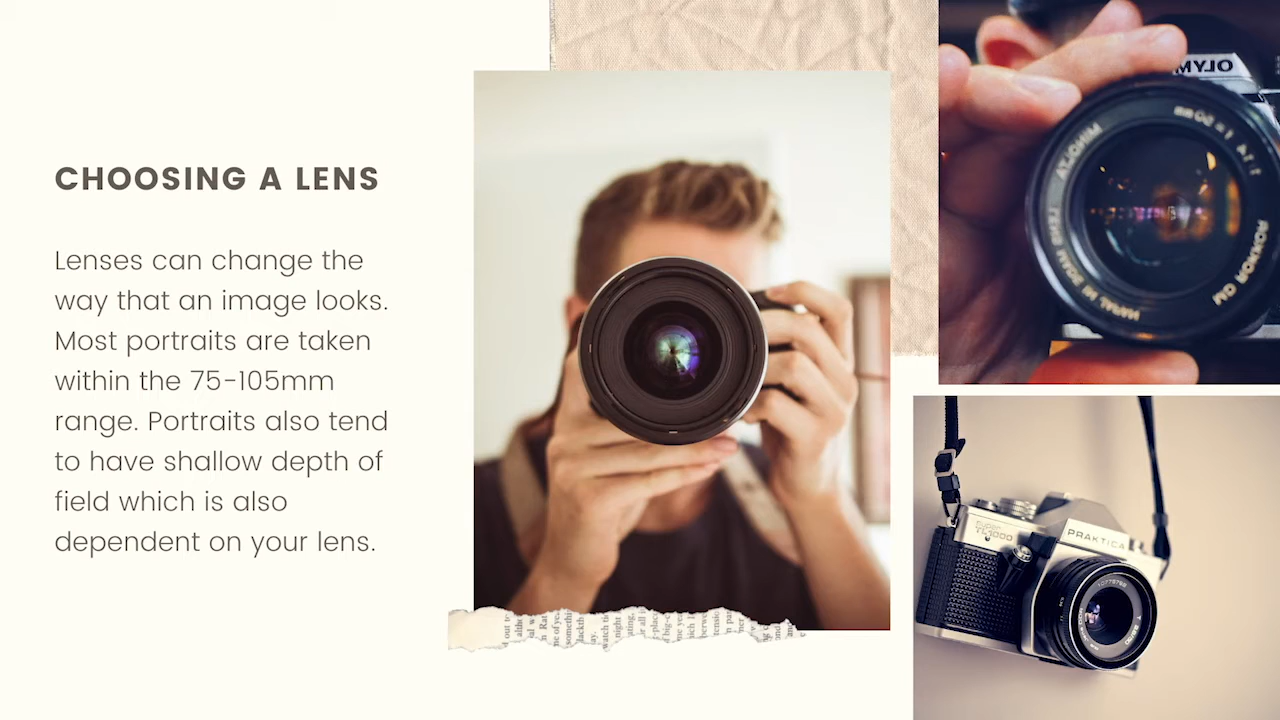 CHOOSING A LENS
Lenses can change the
way that an image looks.
Most portraits are taken
within the 75-105mm
range. Portraits also tend
to have shallow depth of
field which is also
dependent on your lens.
OLYM
PRAKTICA